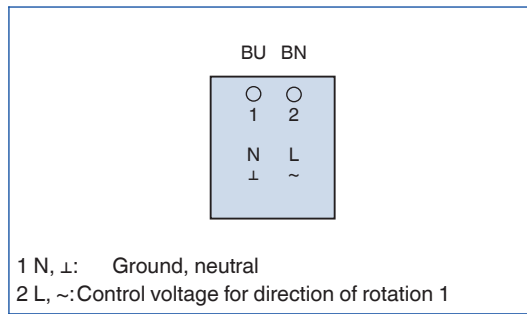 BU BN
1 2
N L
⊥ ~
1 N, ⊥: Ground, neutral
2 L, ~: Control voltage for direction of rotation 1